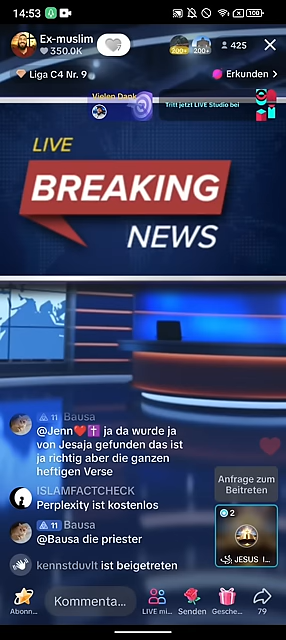 14:53
100
Ex-muslim
350.0K
200+
200+
425
Liga C4 Nr. 9
Erkunden >
Vielen Dank
Tritt jetzt LIVE Studio bei
LIVE
BREAKING
NEWS
11 Bausa
@Jenn❤️✝️ ja da wurde ja
von Jesaja gefunden das ist
ja richtig aber die ganzen
heftigen Verse
ISLAMFACTCHECK
Perplexity ist kostenlos
11 Bausa
@Bausa die priester
kennstduvlt ist beigetreten
Anfrage zum
Beitreten
2
JESUS I...
Abonn...
Kommenta...
LIVE mi...
Senden
Gesche...
79